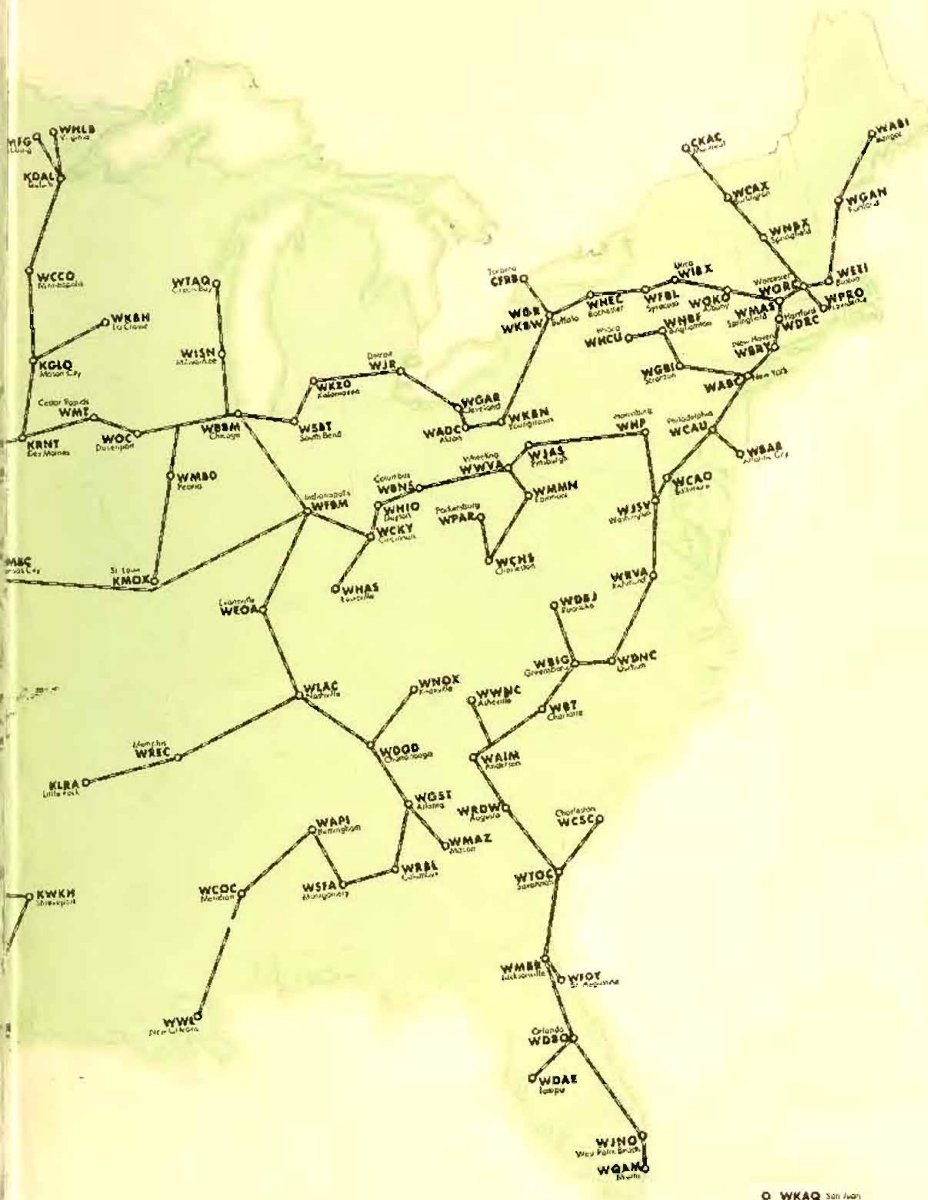 WHLB
Virginia
KDAL
Duluth
WCCO
Minneapolis
WTAQ
Green Bay
WKBH
La Crosse
KGLO
Mason City
WISN
Milwaukee
Cedar Rapids
WMT
KRNT
Des Moines
WOC
Davenport
WBBM
Chicago
WSBT
South Bend
WKZO
Kalamazoo
Detroit
WJR
WGAR
Cleveland
WADC
Akron
WKBN
Youngstown
Toronto
CFRB
WGR
WKBW
Buffalo
WHEC
Rochester
WFBL
Syracuse
Utica
WIBX
WOKO
Albany
CKAC
Montreal
WCAX
Burlington
WNBX
Springfield
WABI
Bangor
WGAN
Portland
WEEI
Boston
Worcester
WORC
WPRO
Providence
WMAS
Springfield
Hartford
WDRC
New Haven
WBRY
WHCU
WNBF
Binghamton
WGBI
Scranton
WABC
New York
Philadelphia
WCAU
WBAB
Atlantic City
WCAO
Baltimore
WJSV
Washington
Harrisburg
WHP
WJAS
Pittsburgh
Wheeling
WWVA
WMMN
Fairmont
Parkersburg
WPAR
WCHS
Charleston
Columbus
WBNS
WHIO
Dayton
WCKY
Cincinnati
WHAS
Louisville
Indianapolis
WFBM
WMBD
Peoria
St. Louis
KMOX
Evansville
WEOA
WLAC
Nashville
Memphis
WREC
KLRA
Little Rock
WNOX
Knoxville
WDOD
Chattanooga
WGST
Atlanta
WMAZ
Macon
WRBL
Columbus
WSFA
Montgomery
WAPI
Birmingham
WCOC
Meridian
WWL
New Orleans
KWKH
Shreveport
WRVA
Richmond
WDBJ
Roanoke
WBIG
Greensboro
WDNC
Durham
WBT
Charlotte
WWNC
Asheville
WAIM
Anderson
WRDW
Augusta
Charleston
WCSC
WTOC
Savannah
WMBR
Jacksonville
WFOY
St. Augustine
Orlando
WDBO
WDAE
Tampa
WJNO
West Palm Beach
WQAM
Miami
WKAQ San Juan